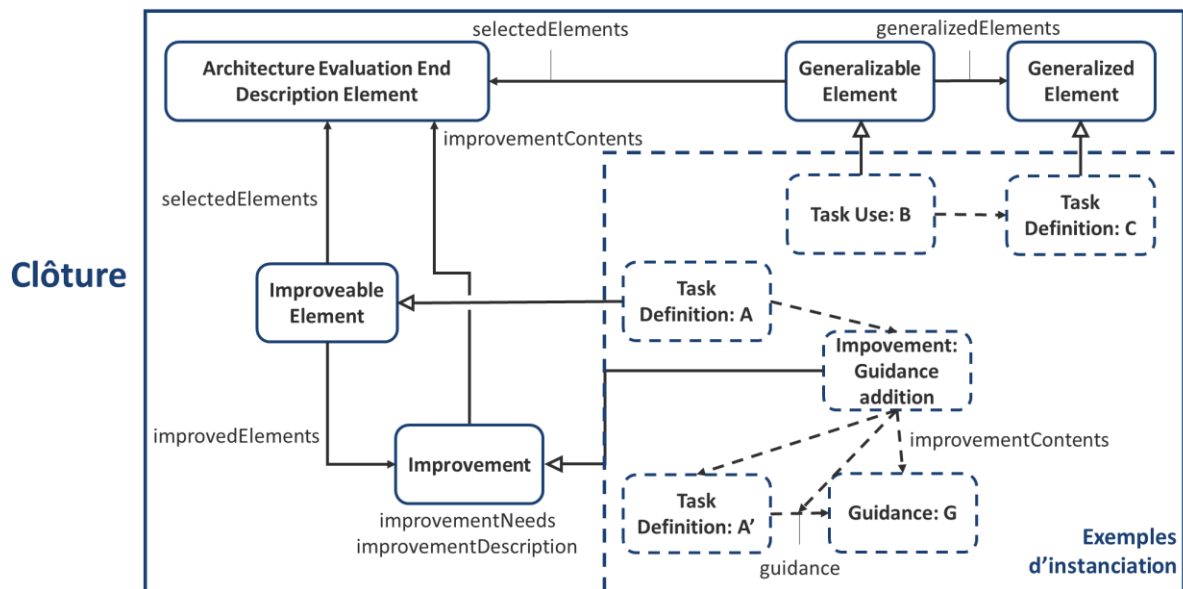 selectedElements
generalizedElements
Architecture Evaluation End
Description Element
Generalizable
Element
Generalized
Element
improvementContents
selectedElements
Task Use: B
Task
Definition: C
Clôture
Improveable
Element
Task
Definition: A
Impovement:
Guidance
addition
improvedElements
improvementContents
Improvement
Task
Definition: A’
Guidance: G
improvementNeeds
improvementDescription
guidance
Exemples
d’instanciation